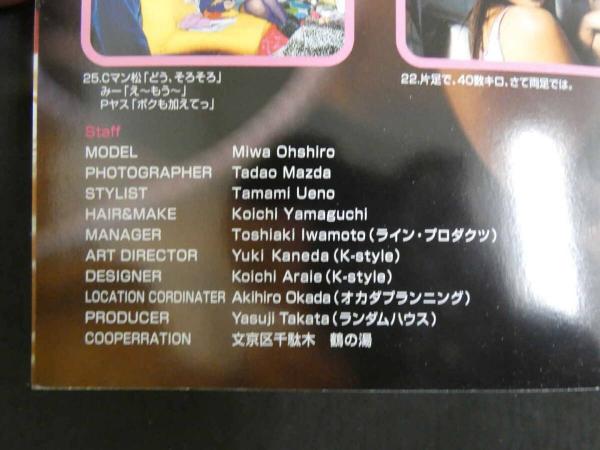 25.Cマン松「どう、そろそろ」
みー「え〜もう〜」
Pヤス「ボクも加えてっ」
22.片足で、40数キロ、さて両足では。
Staff
MODEL Miwa Ohshiro
PHOTOGRAPHER Tadao Mazda
STYLIST Tamami Ueno
HAIR&MAKE Koichi Yamaguchi
MANAGER Toshiaki Iwamoto(ライン・プロダクツ)
ART DIRECTOR Yuki Kaneda(K-style)
DESIGNER Koichi Araie(K-style)
LOCATION CORDINATER Akihiro Okada(オカダプランニング)
PRODUCER Yasuji Takata(ランダムハウス)
COOPERRATION 文京区千駄木 鶴の湯